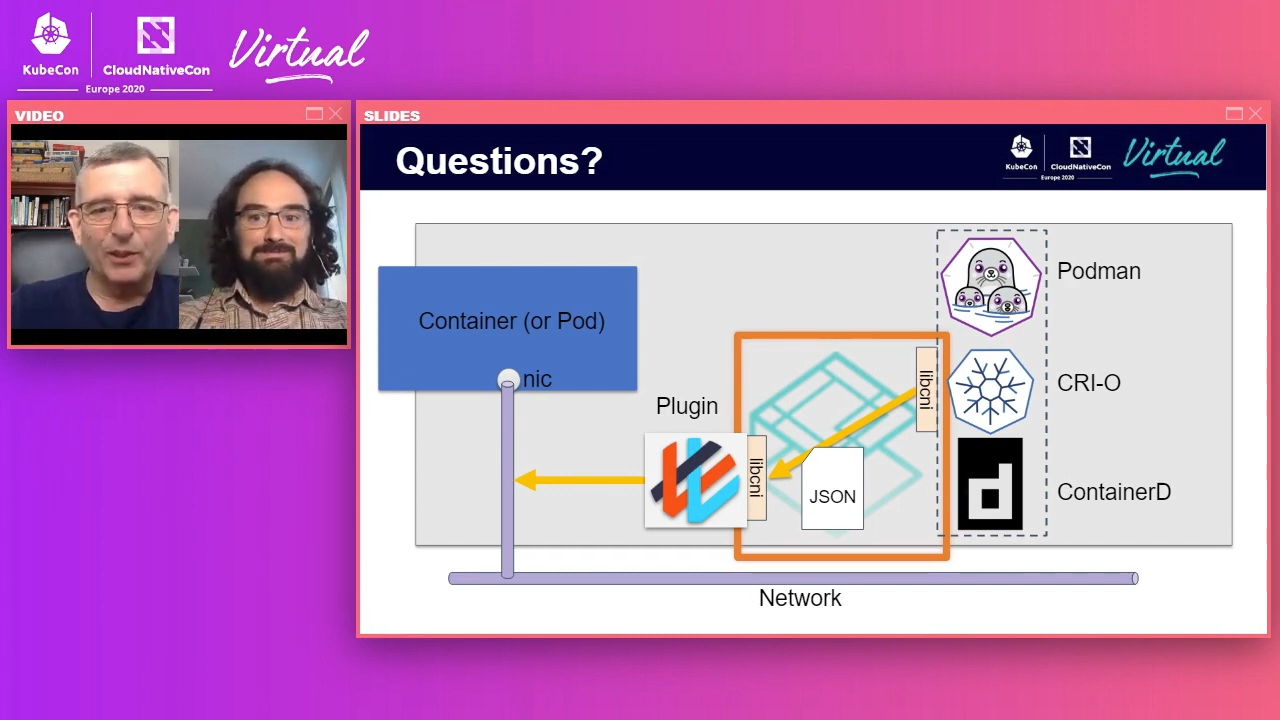 KubeCon
CloudNativeCon
Virtual
Europe 2020
VIDEO
SLIDES
Questions?
KubeCon
CloudNativeCon
Virtual
Europe 2020
Container (or Pod)
nic
Plugin
libcni
JSON
libcni
Podman
CRI-O
ContainerD
Network